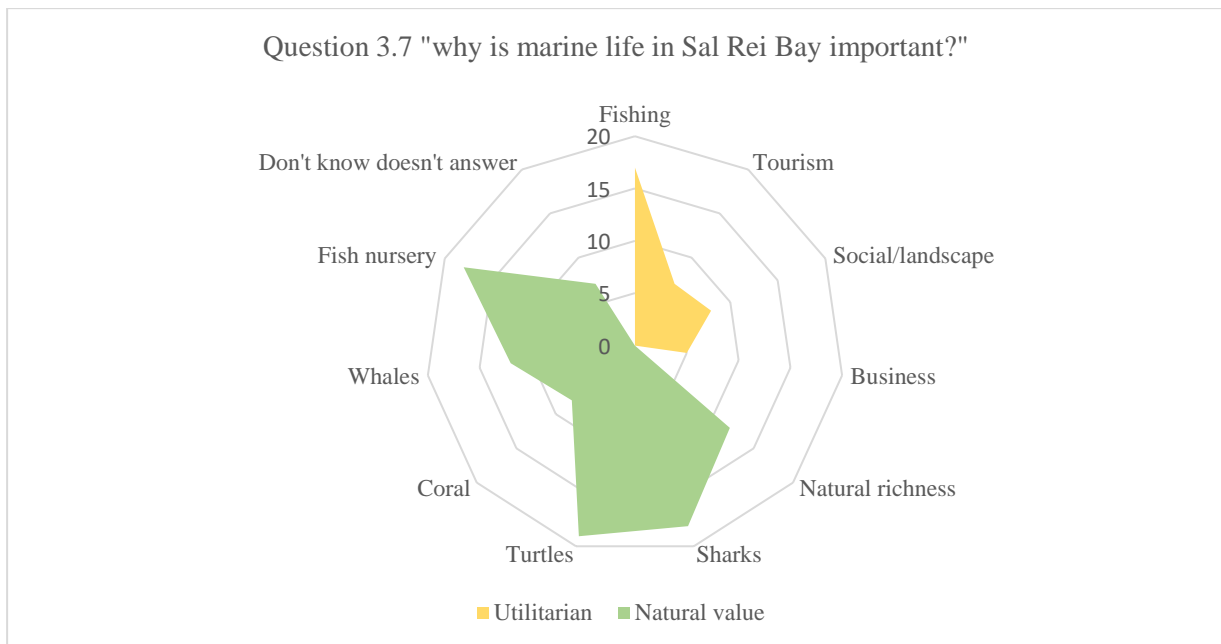 Question 3.7 "why is marine life in Sal Rei Bay important?"
Fishing
Tourism
Social/landscape
Business
Natural richness
Sharks
Turtles
Coral
Whales
Fish nursery
Don't know doesn't answer
20
15
10
5
0
Utilitarian
Natural value